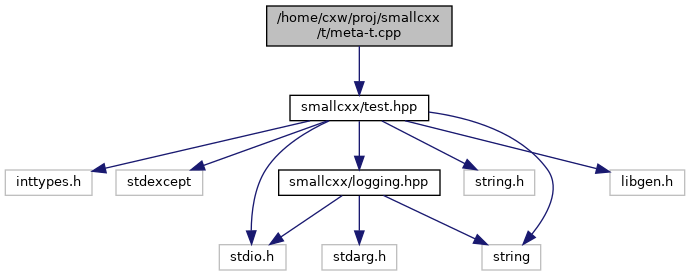 /home/cxw/proj/smallcxx
/t/meta-t.cpp
smallcxx/test.hpp
inttypes.h
stdexcept
smallcxx/logging.hpp
string.h
libgen.h
stdio.h
stdarg.h
string